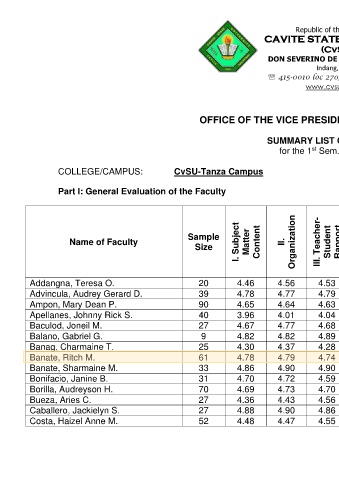 Republic of th
CAVITE STATE
(CvS
DON SEVERINO DE
Indang,
☏ 415-0010 loc 270
www.cvs
OFFICE OF THE VICE PRESID
SUMMARY LIST
for the 1st Sem.
COLLEGE/CAMPUS: CvSU-Tanza Campus
Part I: General Evaluation of the Faculty
Name of Faculty Sample Size I. Subject Matter Content II. Organization III. Teacher-Student Rapport
Addangna, Teresa O. 20 4.46 4.56 4.53
Advincula, Audrey Gerard D. 39 4.78 4.77 4.79
Ampon, Mary Dean P. 90 4.65 4.64 4.63
Apellanes, Johnny Rick S. 40 3.96 4.01 4.04
Baculod, Joneil M. 27 4.67 4.77 4.68
Balano, Gabriel G. 9 4.82 4.82 4.89
Banag, Charmaine T. 25 4.30 4.37 4.28
Banate, Ritch M. 61 4.78 4.79 4.74
Banate, Sharmaine M. 33 4.86 4.90 4.90
Bonifacio, Janine B. 31 4.70 4.72 4.59
Borilla, Audreyson H. 70 4.69 4.73 4.70
Bueza, Aries C. 27 4.36 4.43 4.56
Caballero, Jackielyn S. 27 4.88 4.90 4.86
Costa, Haizel Anne M. 52 4.48 4.47 4.55